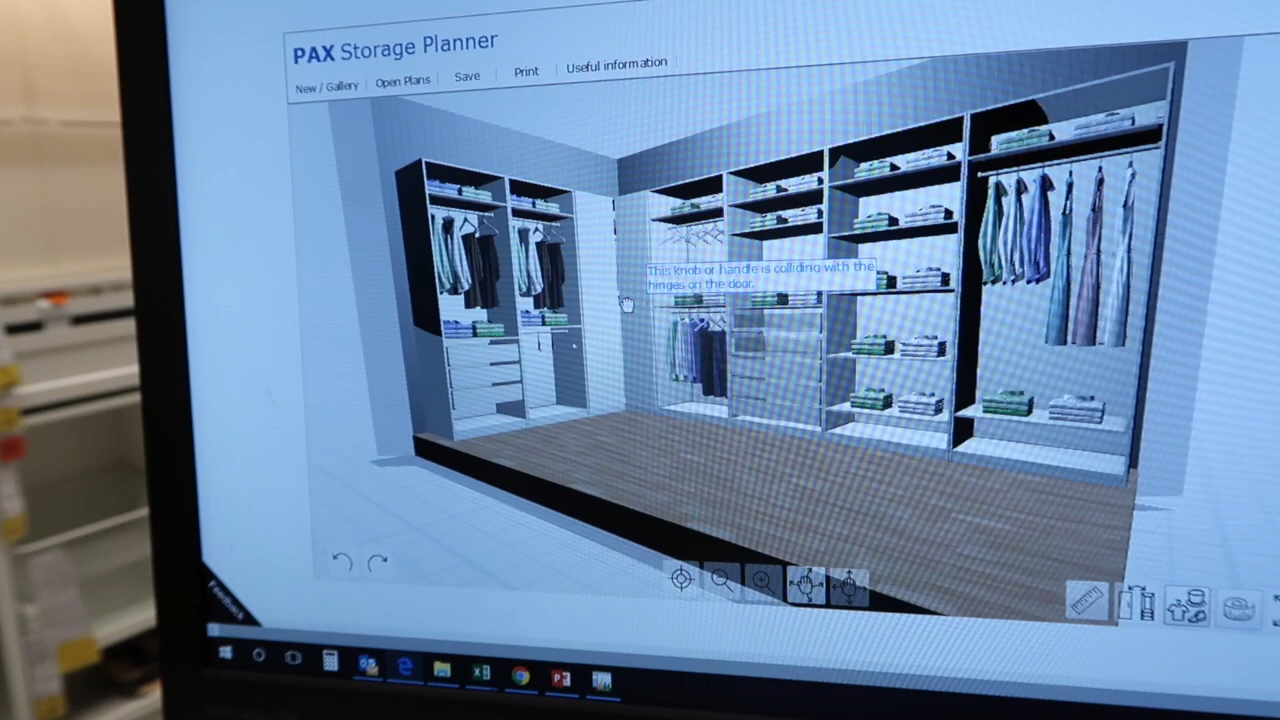 PAX Storage Planner
New / Gallery Open Plans Save Print Useful information
This knob or handle is colliding with the
hinges on the door.
Feedback